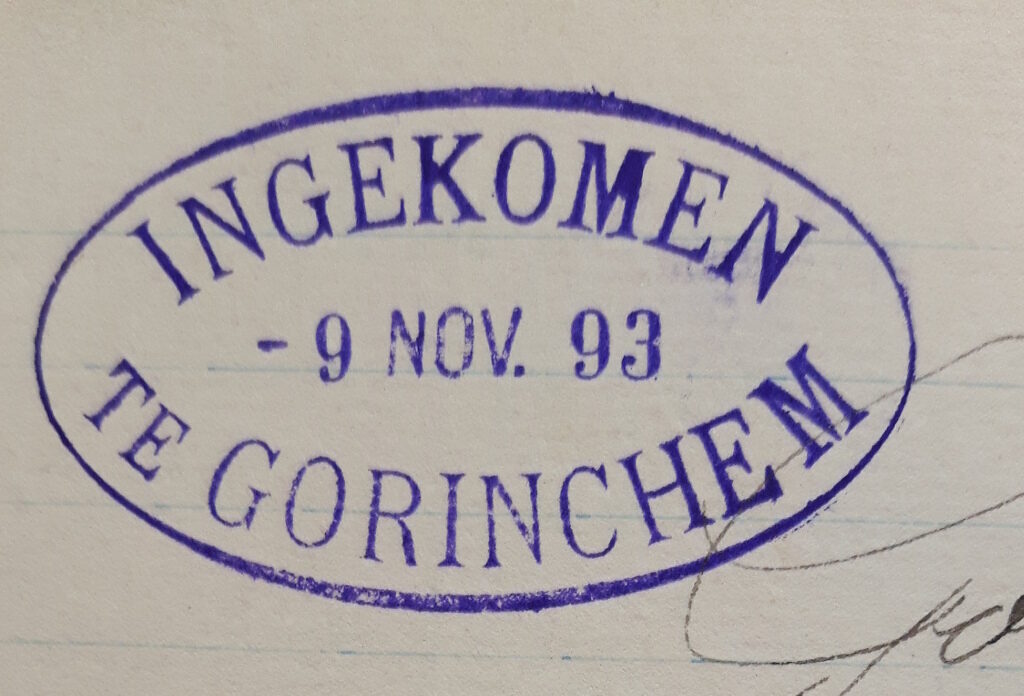 INGEKOMEN
- 9 NOV. 93
TE GORINCHEM